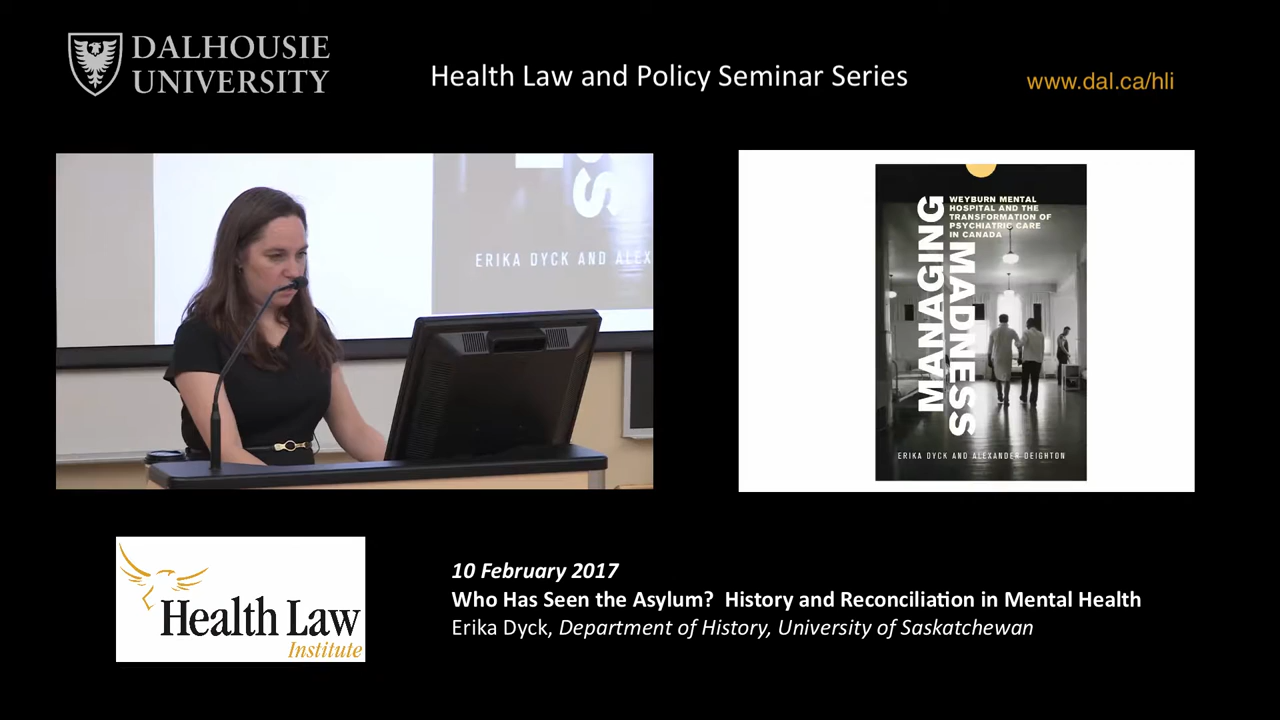 DALHOUSIE
UNIVERSITY
Health Law and Policy Seminar Series
www.dal.ca/hli
S
ERIKA DYCK AND ALEX
MANAGING
MADNESS
WEYBURN MENTAL
HOSPITAL AND THE
TRANSFORMATION OF
PSYCHIATRIC CARE
IN CANADA
ERIKA DYCK AND ALEXANDER DEIGHTON
Health Law
Institute
10 February 2017
Who Has Seen the Asylum? History and Reconciliation in Mental Health
Erika Dyck, Department of History, University of Saskatchewan